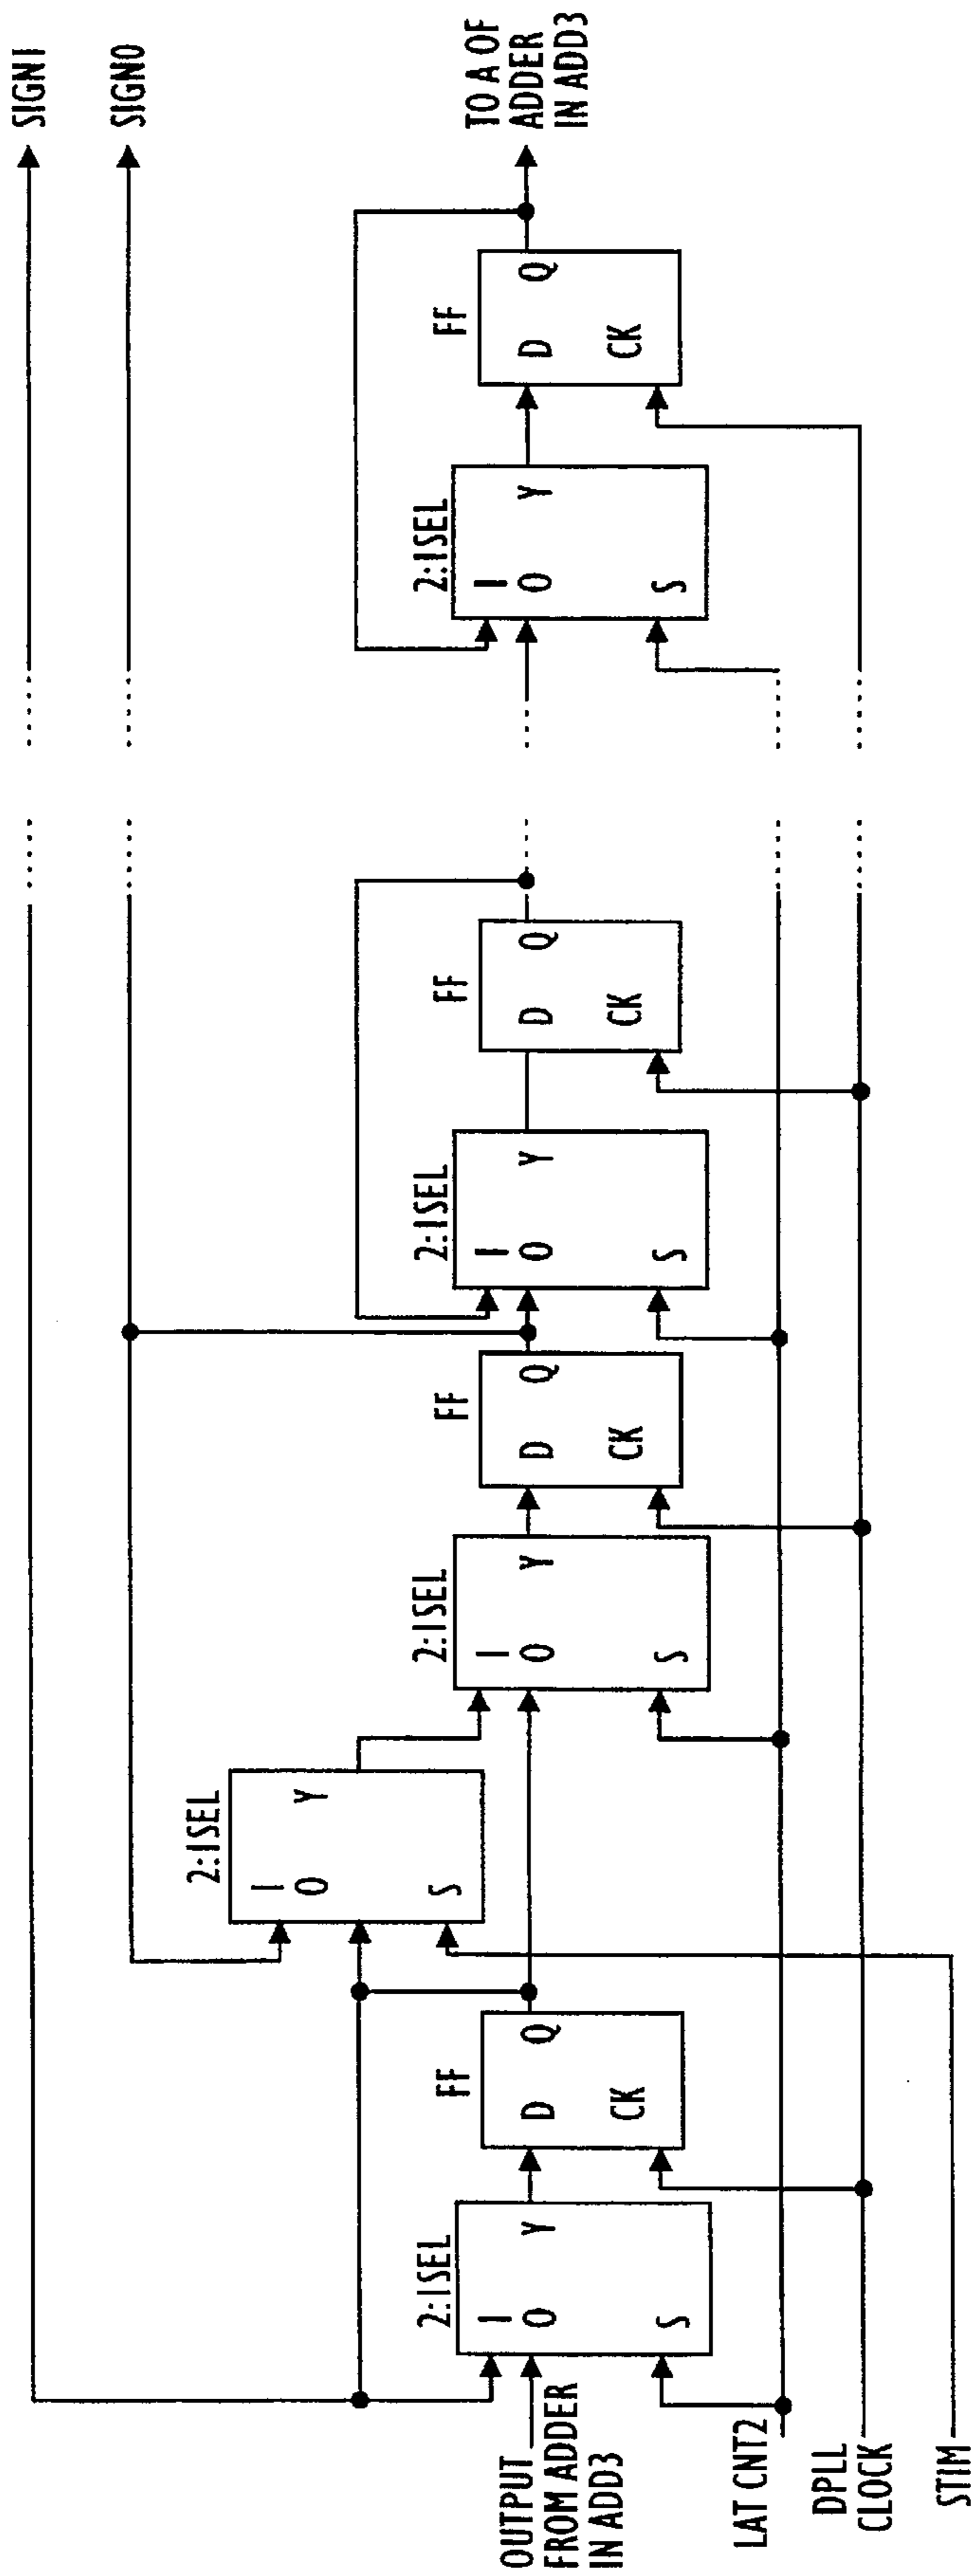 SIGN1
SIGN0
2:1SEL
1
0 Y
S
2:1SEL
1
0 Y
S
FF
D Q
CK
2:1SEL
1
0 Y
S
FF
D Q
CK
2:1SEL
1
0 Y
S
FF
D Q
CK
2:1SEL
1
0 Y
S
FF
D Q
CK
TO A OF
ADDER
IN ADD3
OUTPUT
FROM ADDER
IN ADD3
LAT CNT2
DPLL
CLOCK
STIM